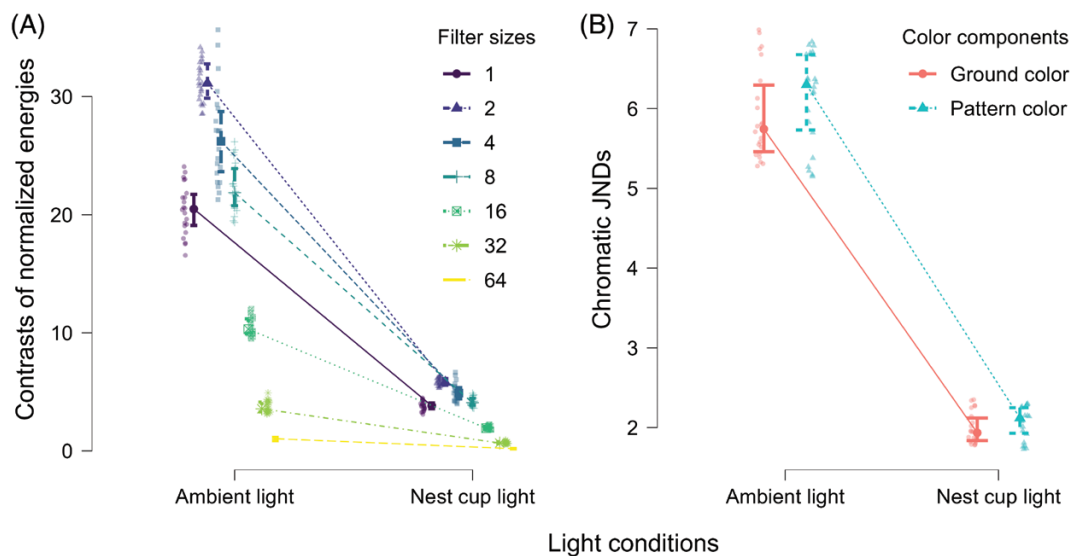 (A)
Contrasts of normalized energies
30
20
10
0
Filter sizes
1
2
4
8
16
32
64
Ambient light
Nest cup light
(B)
Chromatic JNDs
7
6
5
4
3
2
Color components
Ground color
Pattern color
Ambient light
Nest cup light
Light conditions